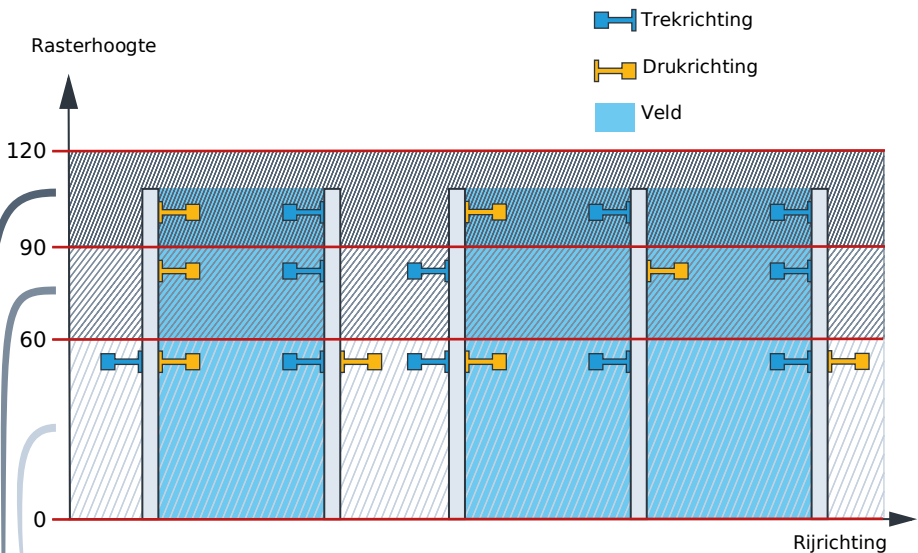 Trekrichting
Rasterhoogte
Drukrichting
Veld
120
90
60
0
Rijrichting